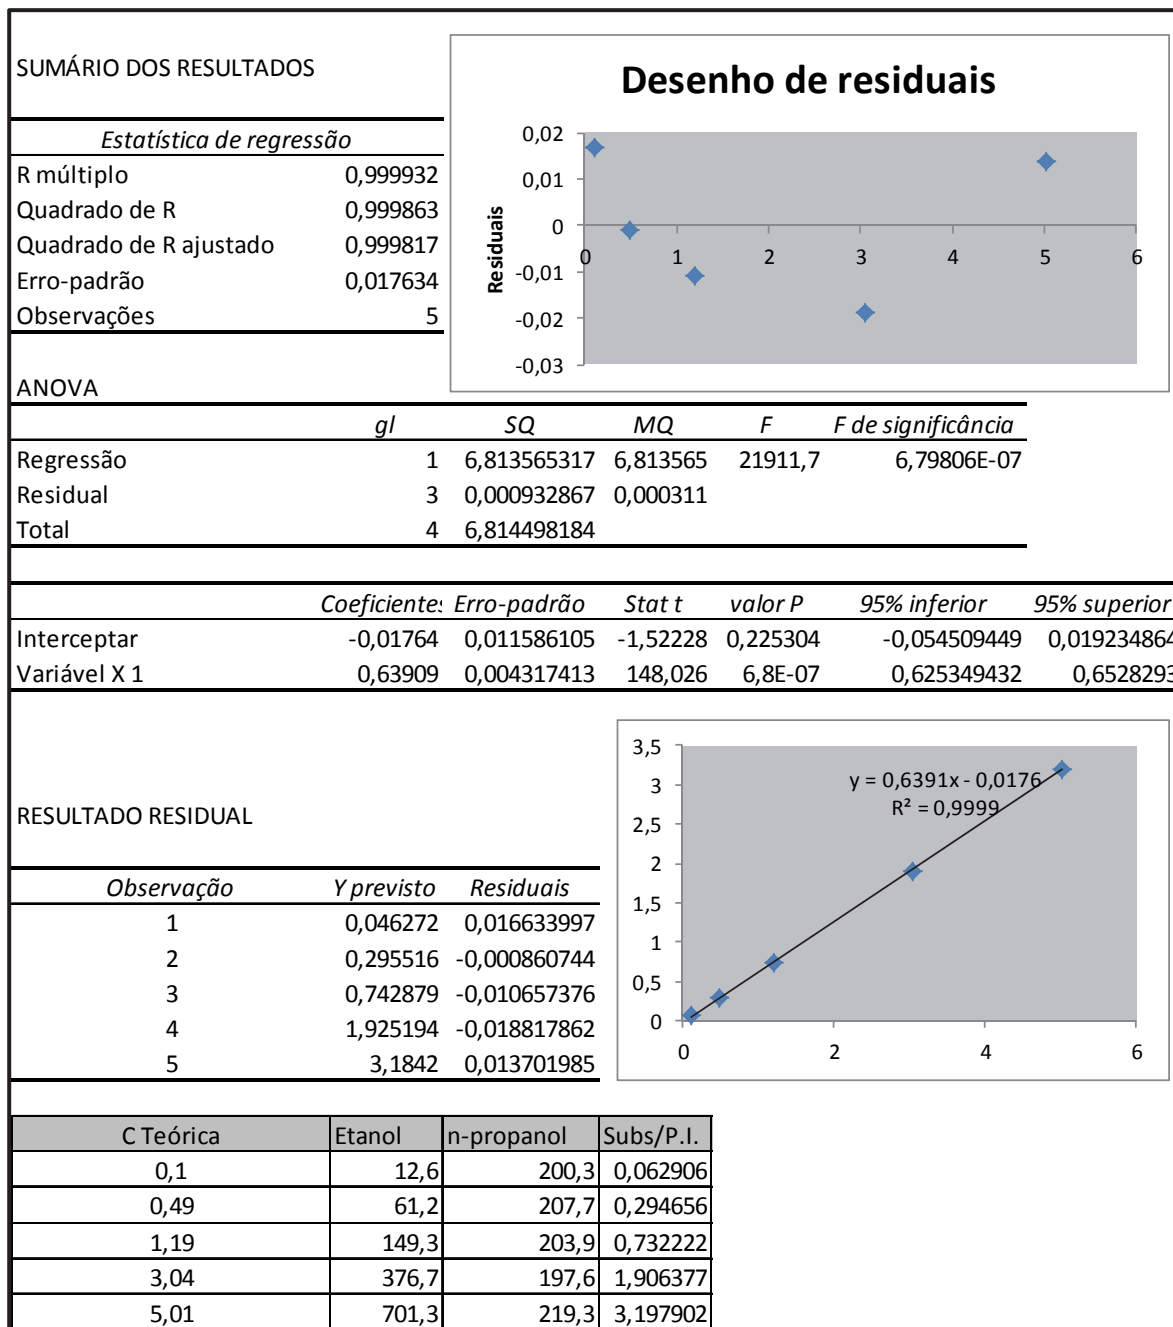 SUMÁRIO DOS RESULTADOS
Estatística de regressão
R múltiplo 0,999932
Quadrado de R 0,999863
Quadrado de R ajustado 0,999817
Erro-padrão 0,017634
Observações 5
Desenho de residuais
Residuais
0,02
0,01
0
-0,01
-0,02
-0,03
0 1 2 3 4 5 6
ANOVA
gl SQ MQ F F de significância
Regressão 1 6,813565317 6,813565 21911,7 6,79806E-07
Residual 3 0,000932867 0,000311
Total 4 6,814498184
Coeficientes Erro-padrão Stat t valor P 95% inferior 95% superior
Interceptar -0,01764 0,011586105 -1,52228 0,225304 -0,054509449 0,019234864
Variável X 1 0,63909 0,004317413 148,026 6,8E-07 0,625349432 0,6528293
RESULTADO RESIDUAL
Observação Y previsto Residuais
1 0,046272 0,016633997
2 0,295516 -0,000860744
3 0,742879 -0,010657376
4 1,925194 -0,018817862
5 3,1842 0,013701985
3,5
3
2,5
2
1,5
1
0,5
0
0 2 4 6
y = 0,6391x - 0,0176
R² = 0,9999
C Teórica Etanol n-propanol Subs/P.I.
0,1 12,6 200,3 0,062906
0,49 61,2 207,7 0,294656
1,19 149,3 203,9 0,732222
3,04 376,7 197,6 1,906377
5,01 701,3 219,3 3,197902